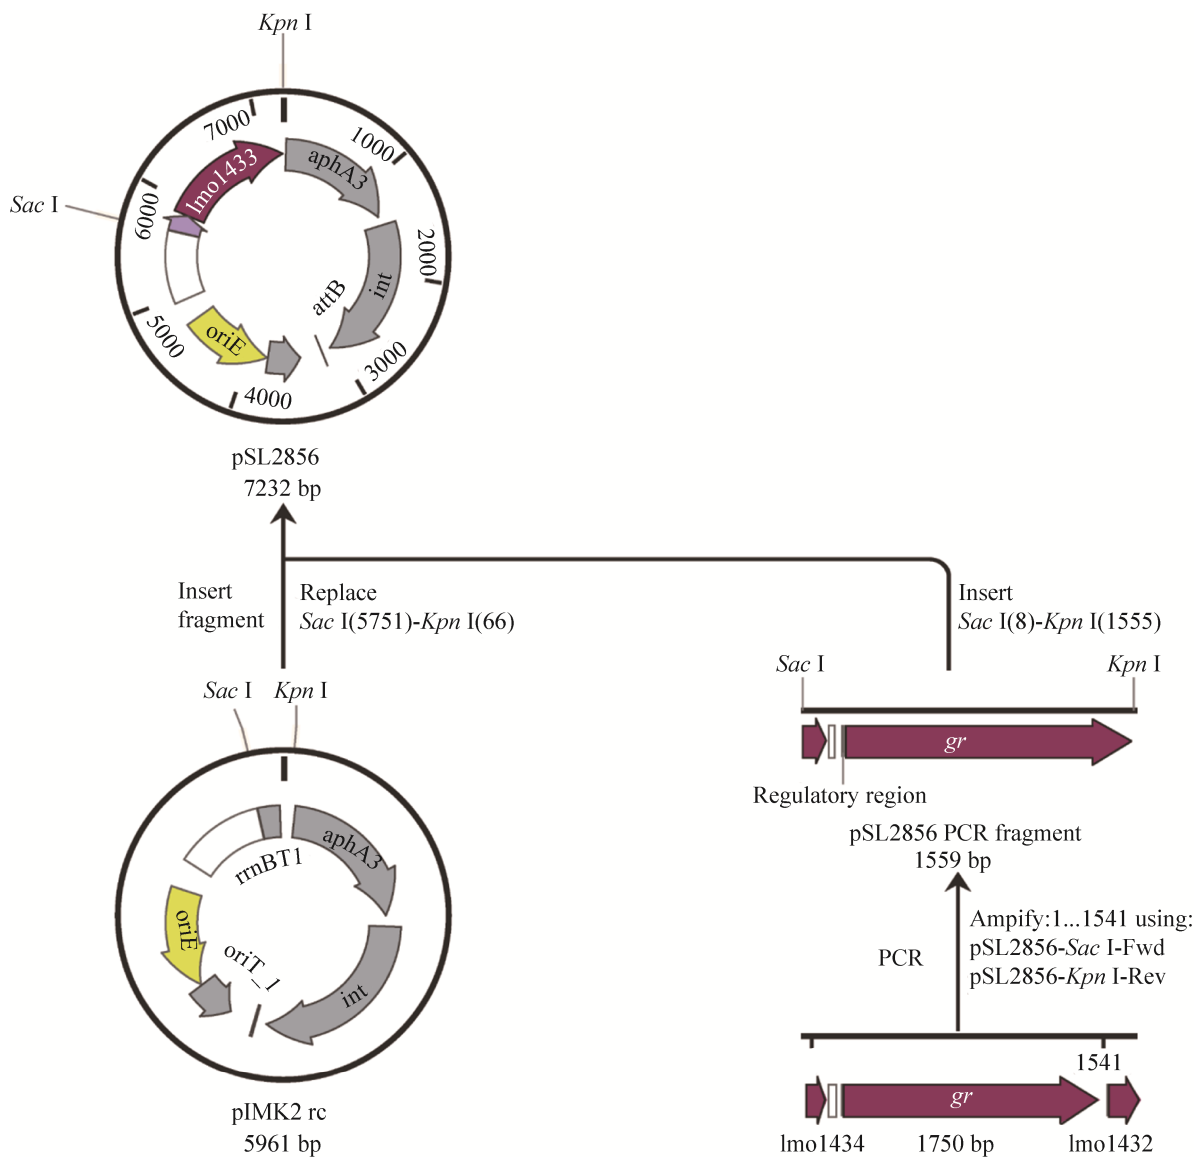 Kpn I
7000
1000
aphA3
lmo1433
Sac I
6000
2000
int
attB
5000
oriE
3000
4000
pSL2856
7232 bp
Insert
fragment
Replace
Sac I(5751)-Kpn I(66)
Insert
Sac I(8)-Kpn I(1555)
Sac I
Kpn I
Sac I
Kpn I
gr
Regulatory region
pSL2856 PCR fragment
1559 bp
aphA3
rrnBT1
oriE
oriT_1
int
PCR
Ampify:1...1541 using:
pSL2856-Sac I-Fwd
pSL2856-Kpn I-Rev
1541
gr
pIMK2 rc
5961 bp
lmo1434
1750 bp
lmo1432